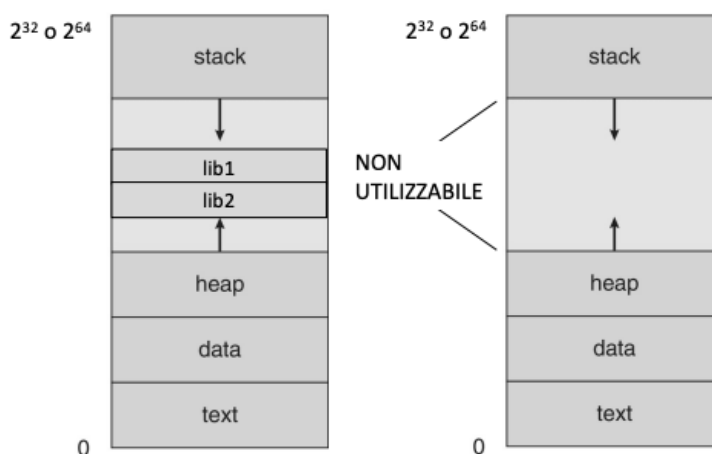 2³² o 2⁶⁴
stack
lib1
lib2
heap
data
text
0
NON
UTILIZZABILE
2³² o 2⁶⁴
stack
heap
data
text
0